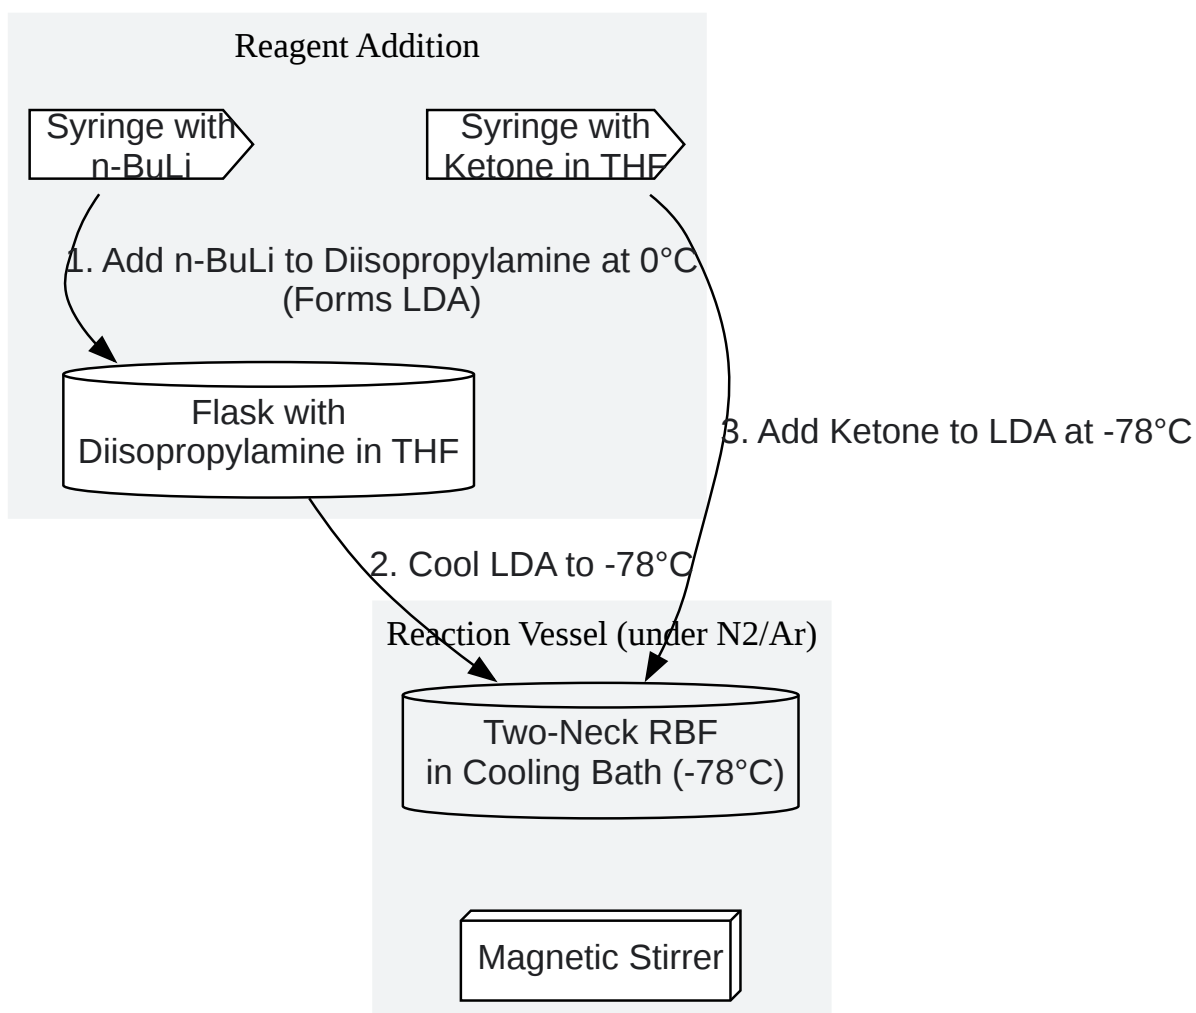 Reagent Addition
Syringe with
n-BuLi
Syringe with
Ketone in THF
1. Add n-BuLi to Diisopropylamine at 0°C
(Forms LDA)
Flask with
Diisopropylamine in THF
3. Add Ketone to LDA at -78°C
2. Cool LDA to -78°C
Reaction Vessel (under N2/Ar)
Two-Neck RBF
in Cooling Bath (-78°C)
Magnetic Stirrer